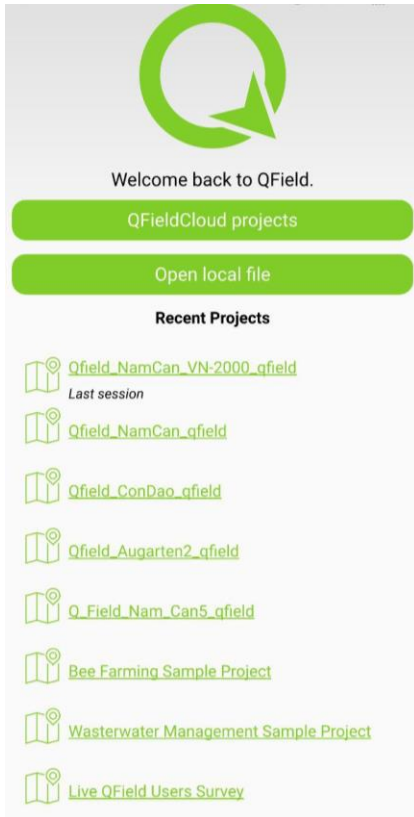 Welcome back to QField.
QFieldCloud projects
Open local file
Recent Projects
Qfield_NamCan_VN-2000_qfield
Last session
Qfield_NamCan_qfield
Qfield_ConDao_qfield
Qfield_Augarten2_qfield
Q_Field_Nam_Can5_qfield
Bee Farming Sample Project
Wasterwater Management Sample Project
Live QField Users Survey